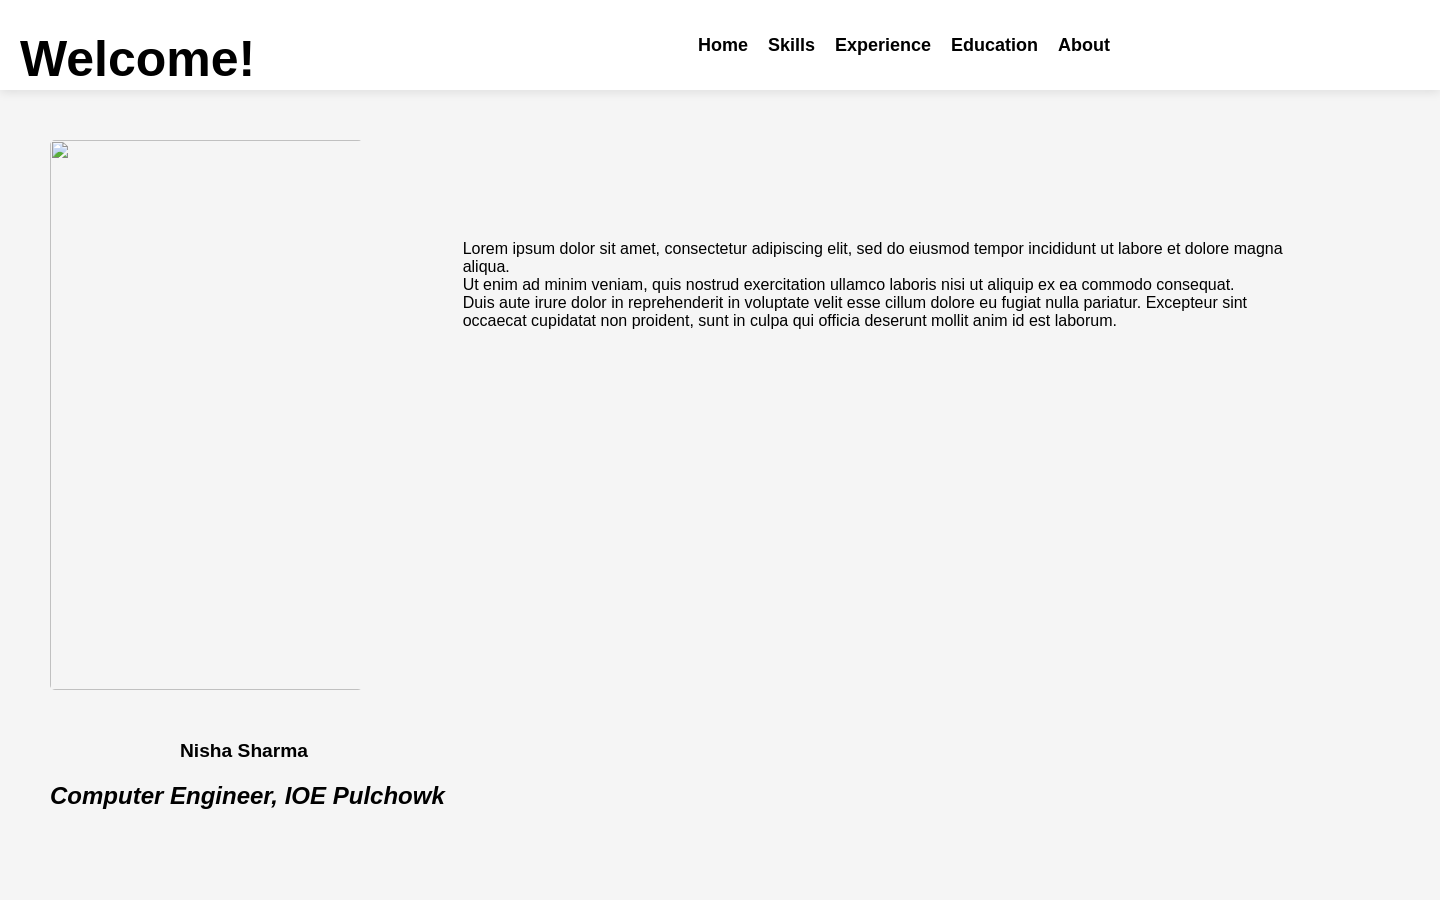 Welcome!
Home Skills Experience Education About
Lorem ipsum dolor sit amet, consectetur adipiscing elit, sed do eiusmod tempor incididunt ut labore et dolore magna
aliqua.
Ut enim ad minim veniam, quis nostrud exercitation ullamco laboris nisi ut aliquip ex ea commodo consequat.
Duis aute irure dolor in reprehenderit in voluptate velit esse cillum dolore eu fugiat nulla pariatur. Excepteur sint
occaecat cupidatat non proident, sunt in culpa qui officia deserunt mollit anim id est laborum.
Nisha Sharma
Computer Engineer, IOE Pulchowk